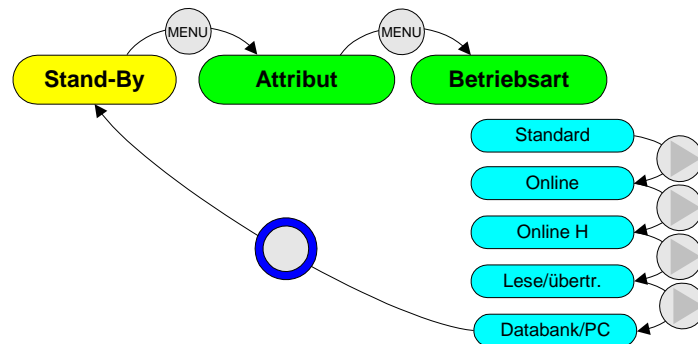 MENU
MENU
Stand-By
Attribut
Betriebsart
Standard
Online
Online H
Lese/übertr.
Databank/PC